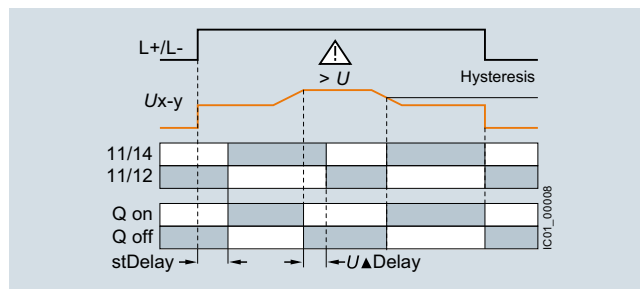 L+/L-
> U
Hysteresis
Ux-y
11/14
11/12
Q on
Q off
stDelay
U▲Delay
IC01_00008